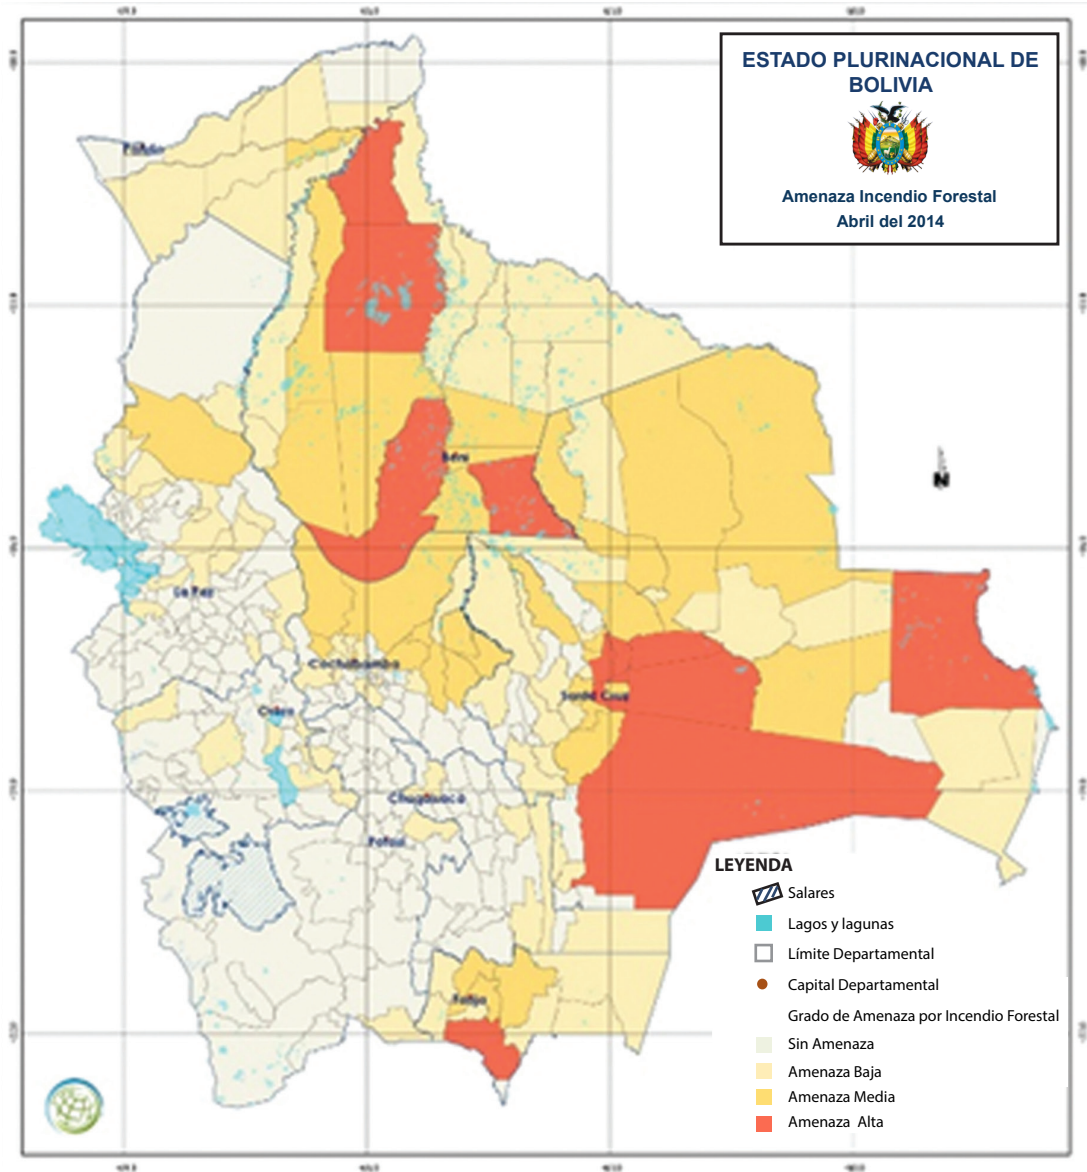 ESTADO PLURINACIONAL DE
BOLIVIA
Amenaza Incendio Forestal
Abril del 2014
Pando
Beni
N
La Paz
Cochabamba
Santa Cruz
Oruro
Chuquisaca
Potosí
Tarija
LEYENDA
Salares
Lagos y lagunas
Límite Departamental
Capital Departamental
Grado de Amenaza por Incendio Forestal
Sin Amenaza
Amenaza Baja
Amenaza Media
Amenaza Alta